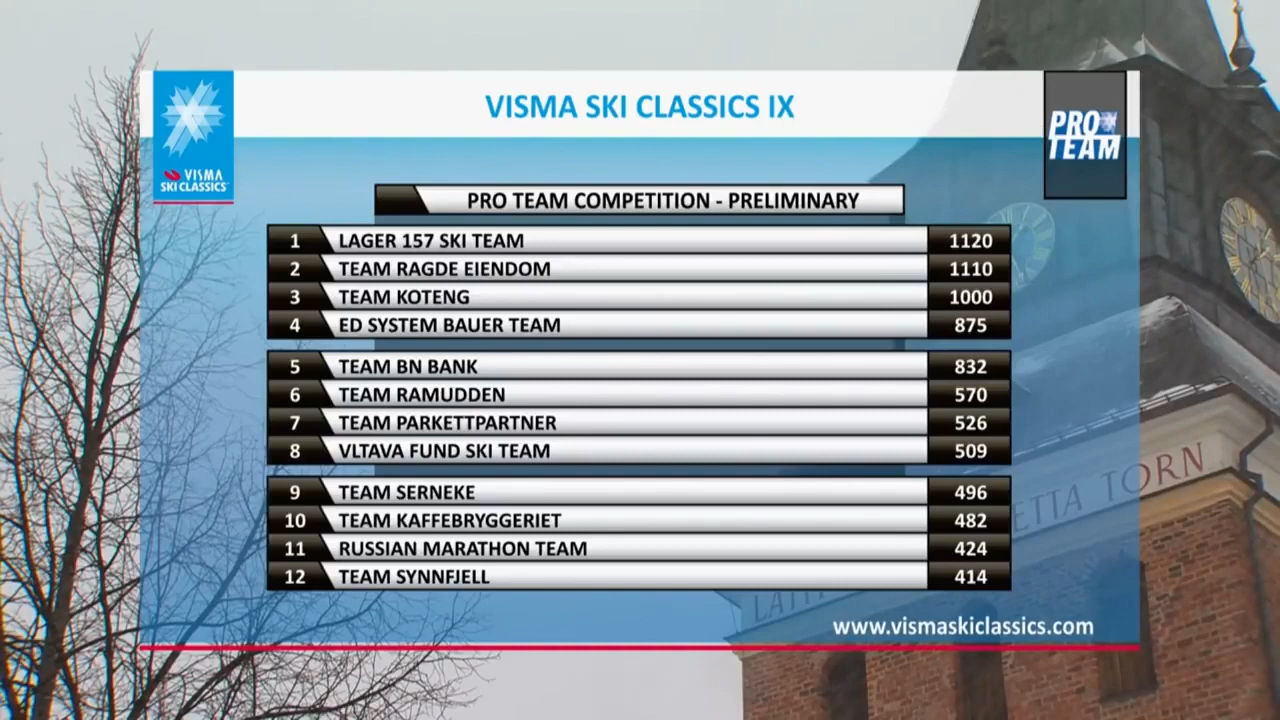 VISMA SKI CLASSICS IX
VISMA
SKI CLASSICS
PRO
TEAM
PRO TEAM COMPETITION - PRELIMINARY
1 LAGER 157 SKI TEAM 1120
2 TEAM RAGDE EIENDOM 1110
3 TEAM KOTENG 1000
4 ED SYSTEM BAUER TEAM 875
5 TEAM BN BANK 832
6 TEAM RAMUDDEN 570
7 TEAM PARKETTPARTNER 526
8 VLTAVA FUND SKI TEAM 509
9 TEAM SERNEKE 496
10 TEAM KAFFEBRYGGERIET 482
11 RUSSIAN MARATHON TEAM 424
12 TEAM SYNNFJELL 414
TORN
www.vismaskiclassics.com